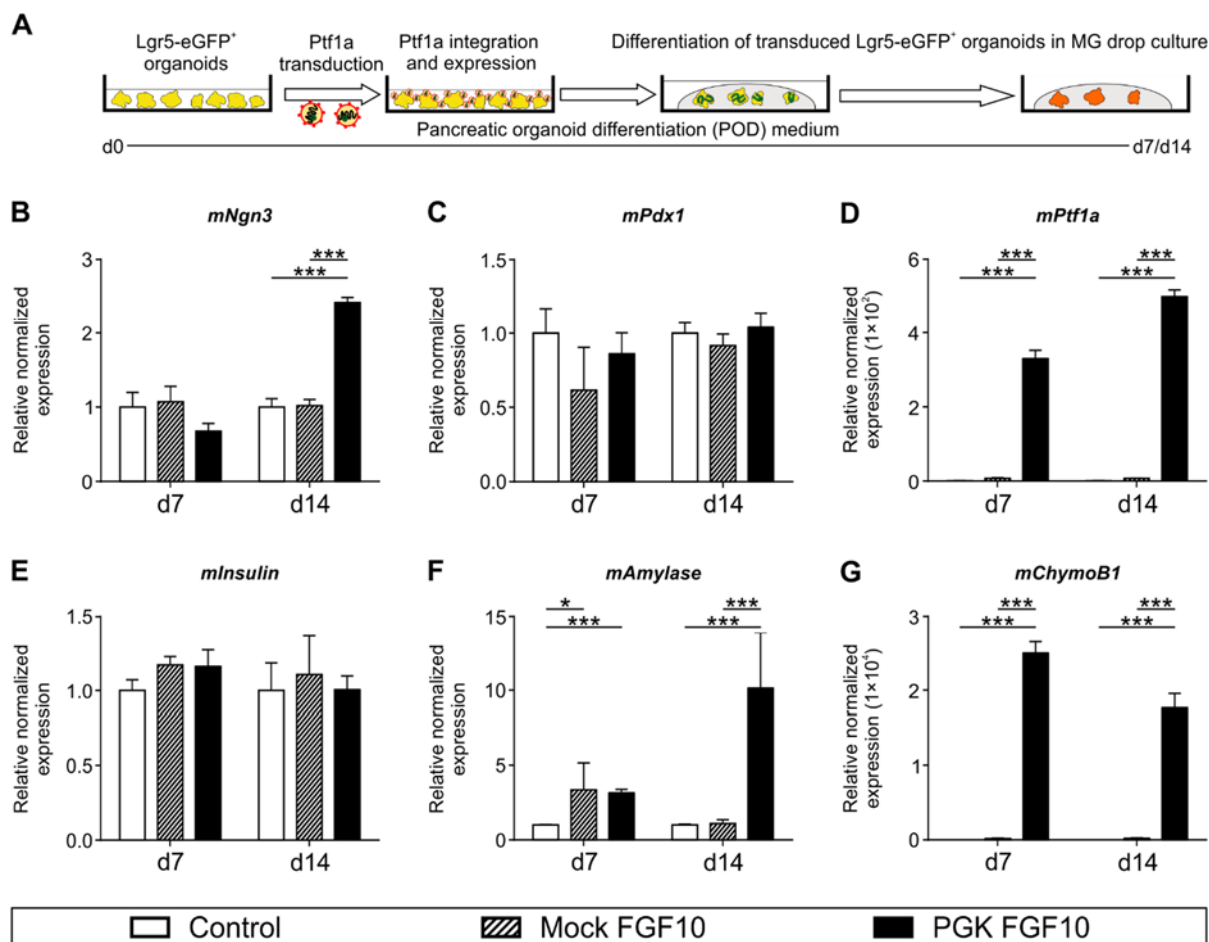 A
Lgr5-eGFP⁺
organoids
Ptf1a
transduction
Ptf1a integration
and expression
Differentiation of transduced Lgr5-eGFP⁺ organoids in MG drop culture
Pancreatic organoid differentiation (POD) medium
d0
d7/d14
B
mNgn3
Relative normalized
expression
3
2
1
0
***
***
d7
d14
C
mPdx1
Relative normalized
expression
1.5
1.0
0.5
0.0
d7
d14
D
mPtf1a
Relative normalized
expression (1×10²)
6
4
2
0
***
***
***
***
d7
d14
E
mInsulin
Relative normalized
expression
1.5
1.0
0.5
0.0
d7
d14
F
mAmylase
Relative normalized
expression
15
10
5
0
*
***
***
***
d7
d14
G
mChymoB1
Relative normalized
expression (1×10⁴)
3
2
1
0
***
***
***
***
d7
d14
Control
Mock FGF10
PGK FGF10